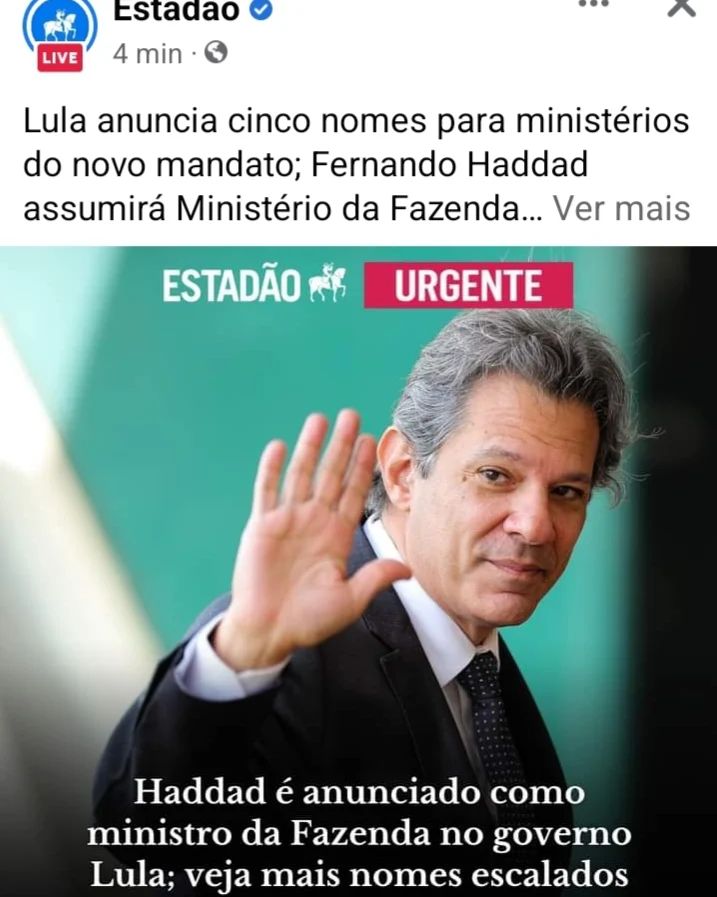 Estadão
LIVE
4 min ·
Lula anuncia cinco nomes para ministérios
do novo mandato; Fernando Haddad
assumirá Ministério da Fazenda... Ver mais
ESTADÃO URGENTE
Haddad é anunciado como
ministro da Fazenda no governo
Lula; veja mais nomes escalados